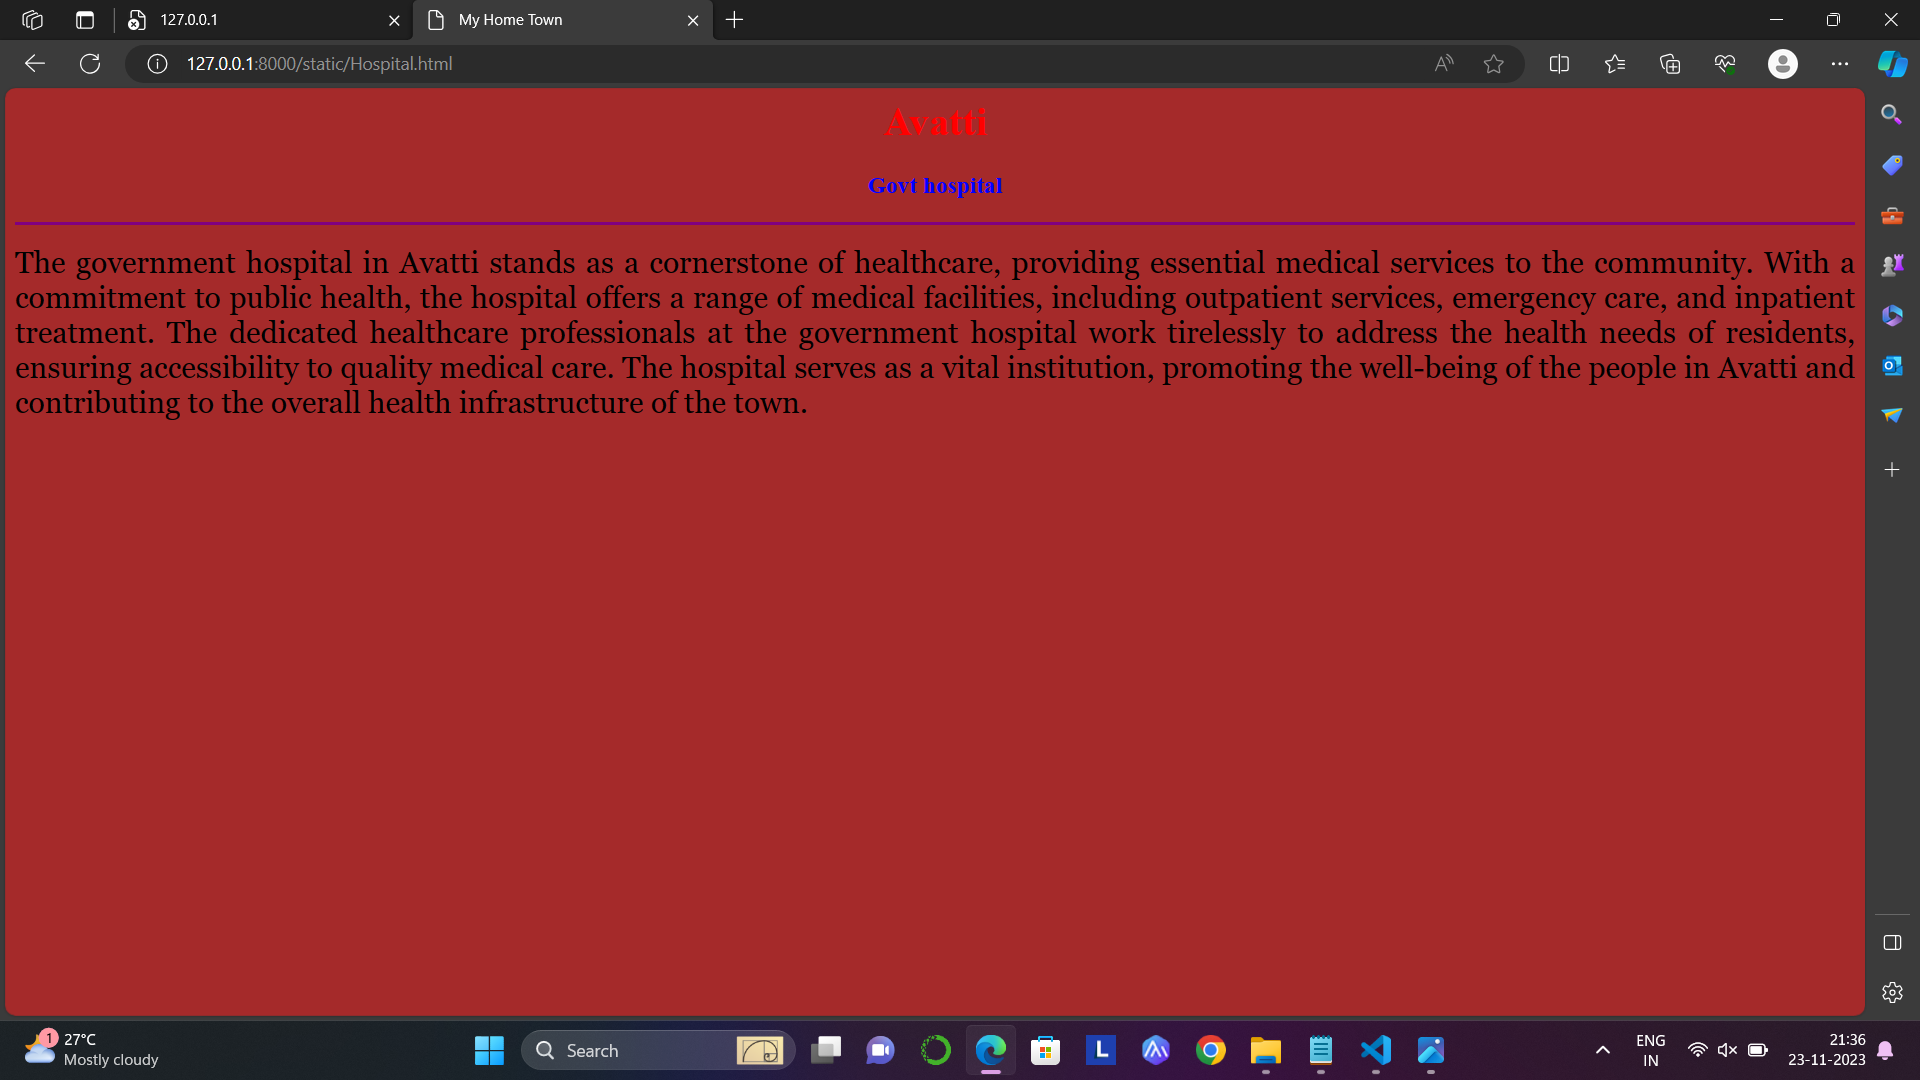 127.0.0.1
My Home Town
127.0.0.1:8000/static/Hospital.html
Avatti
Govt hospital
The government hospital in Avatti stands as a cornerstone of healthcare, providing essential medical services to the community. With a
commitment to public health, the hospital offers a range of medical facilities, including outpatient services, emergency care, and inpatient
treatment. The dedicated healthcare professionals at the government hospital work tirelessly to address the health needs of residents,
ensuring accessibility to quality medical care. The hospital serves as a vital institution, promoting the well-being of the people in Avatti and
contributing to the overall health infrastructure of the town.
1
27°C
Mostly cloudy
Search
L
ENG
IN
21:36
23-11-2023